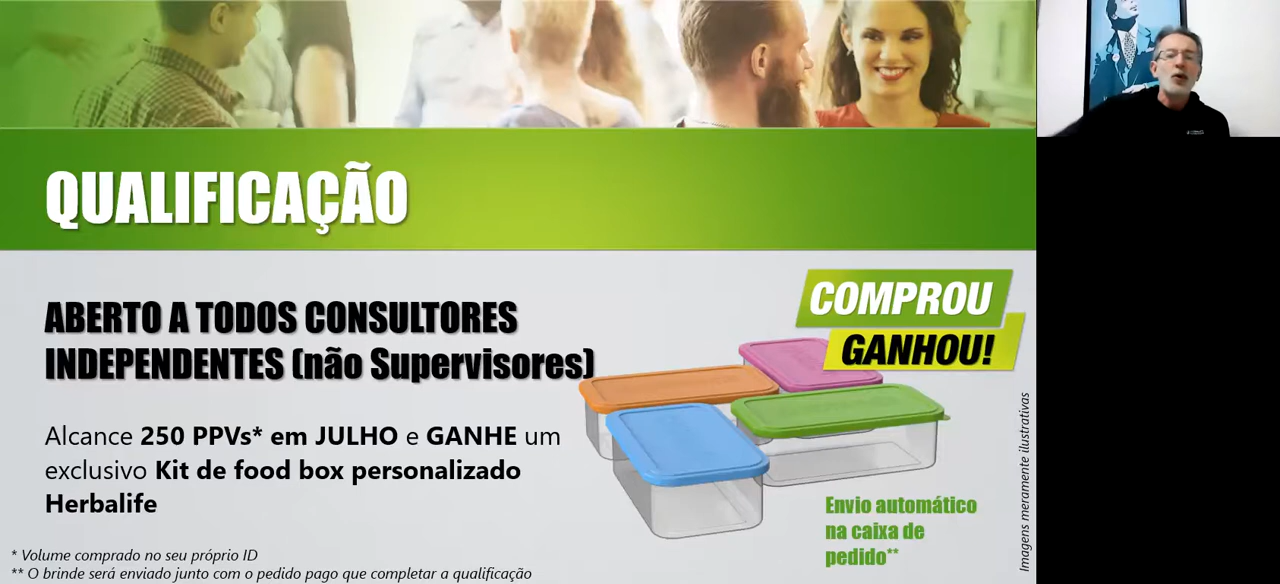 QUALIFICAÇÃO
ABERTO A TODOS CONSULTORES
INDEPENDENTES (não Supervisores)
Alcance 250 PPVs* em JULHO e GANHE um
exclusivo Kit de food box personalizado
Herbalife
COMPROU
GANHOU!
Envio automático
na caixa de
pedido**
Imagens meramente ilustrativas
* Volume comprado no seu próprio ID
** O brinde será enviado junto com o pedido pago que completar a qualificação